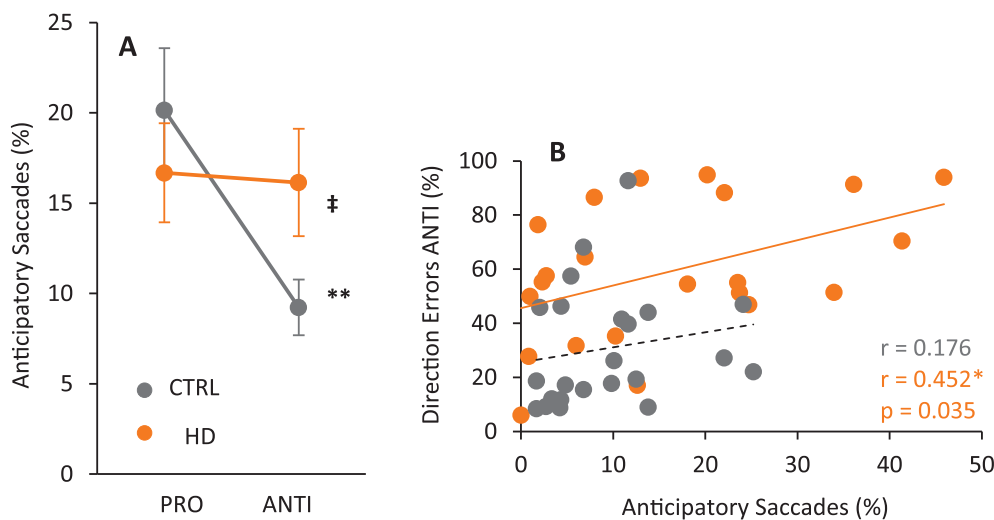 A
Anticipatory Saccades (%)
25
20
15
10
5
0
‡
**
CTRL
HD
PRO ANTI
B
Direction Errors ANTI (%)
100
80
60
40
20
0
r = 0.176
r = 0.452*
p = 0.035
0 10 20 30 40 50
Anticipatory Saccades (%)